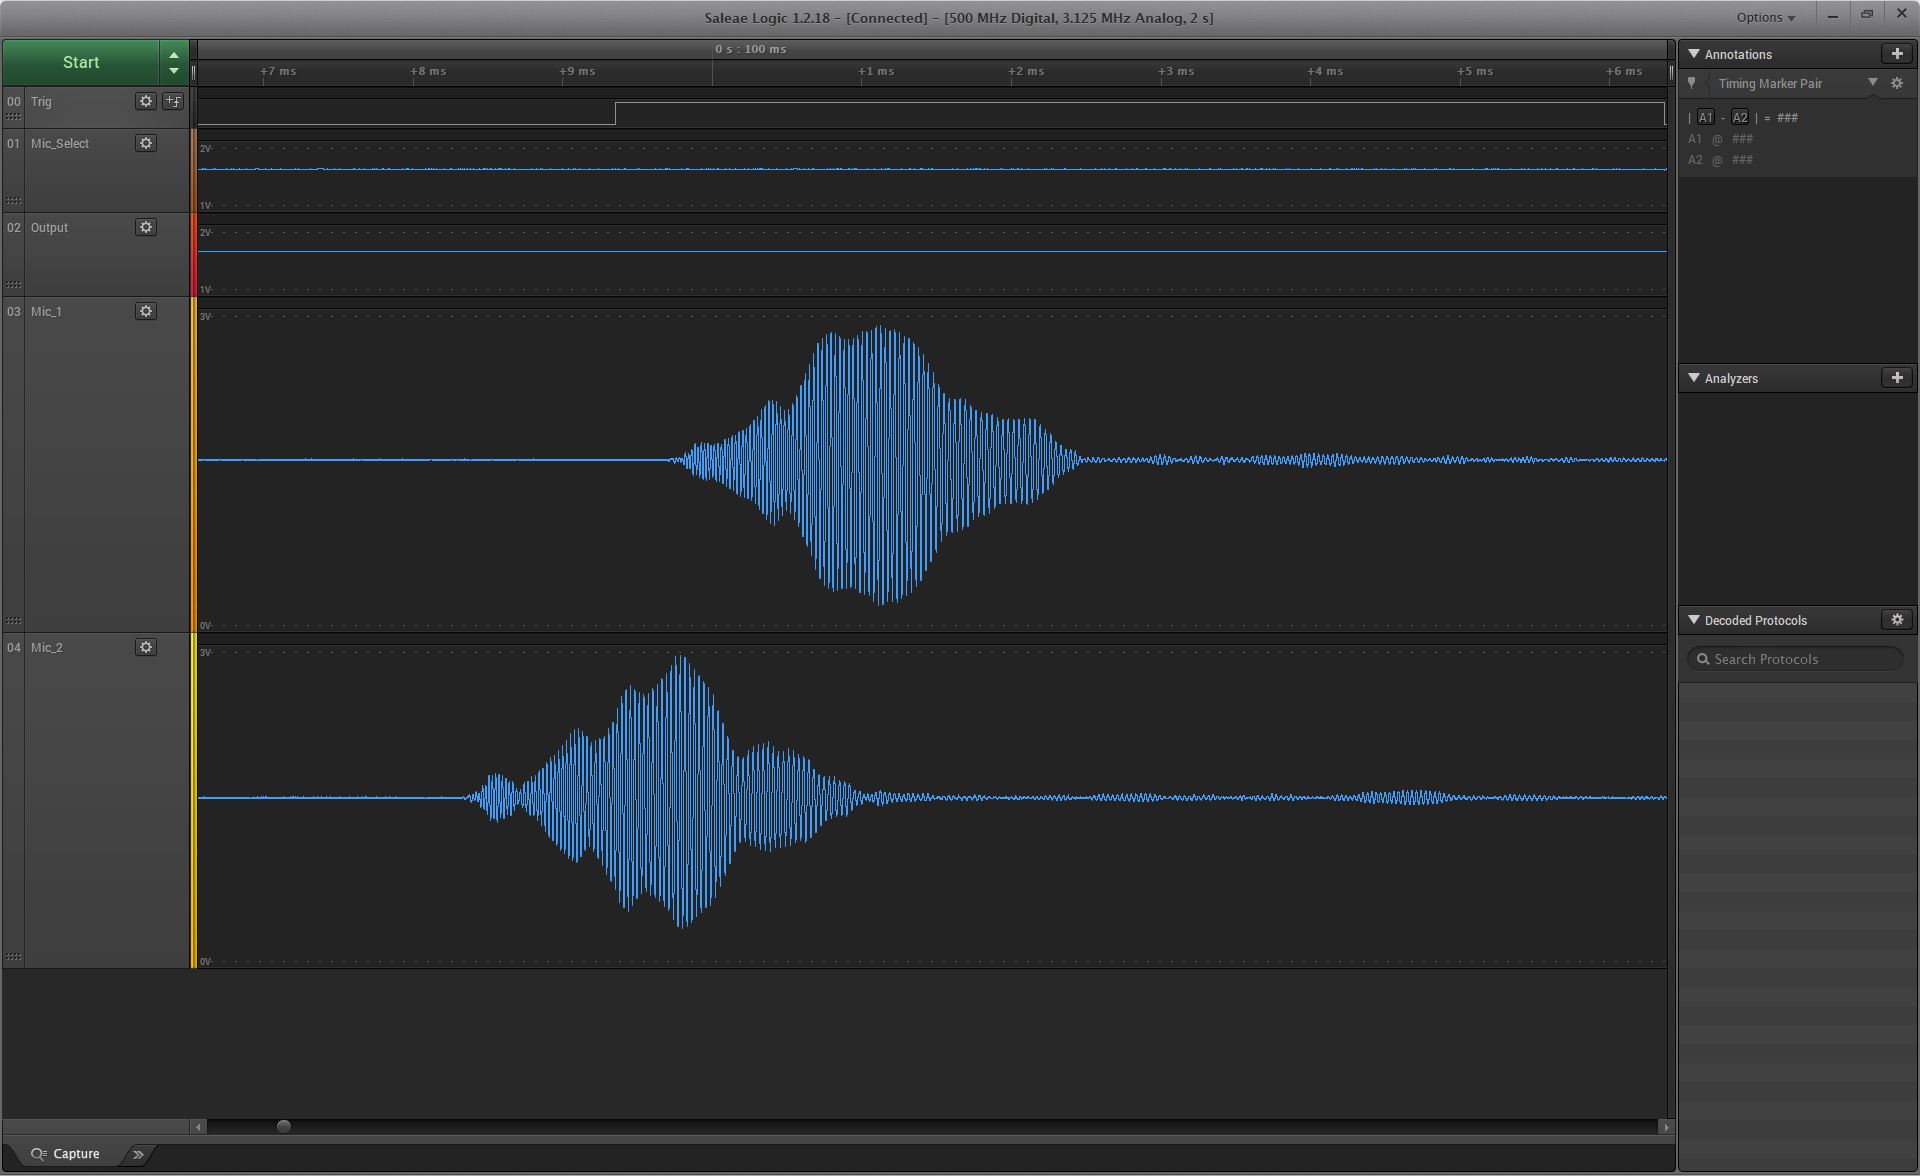 Saleae Logic 1.2.18 - [Connected] - [500 MHz Digital, 3.125 MHz Analog, 2 s]
Options
Start
0 s : 100 ms
+7 ms +8 ms +9 ms +1 ms +2 ms +3 ms +4 ms +5 ms +6 ms
00 Trig
01 Mic_Select
2V
1V
02 Output
2V
1V
03 Mic_1
3V
0V
04 Mic_2
3V
0V
Annotations
Timing Marker Pair
| A1 - A2 | = ###
A1 @ ###
A2 @ ###
Analyzers
Decoded Protocols
Search Protocols
Capture